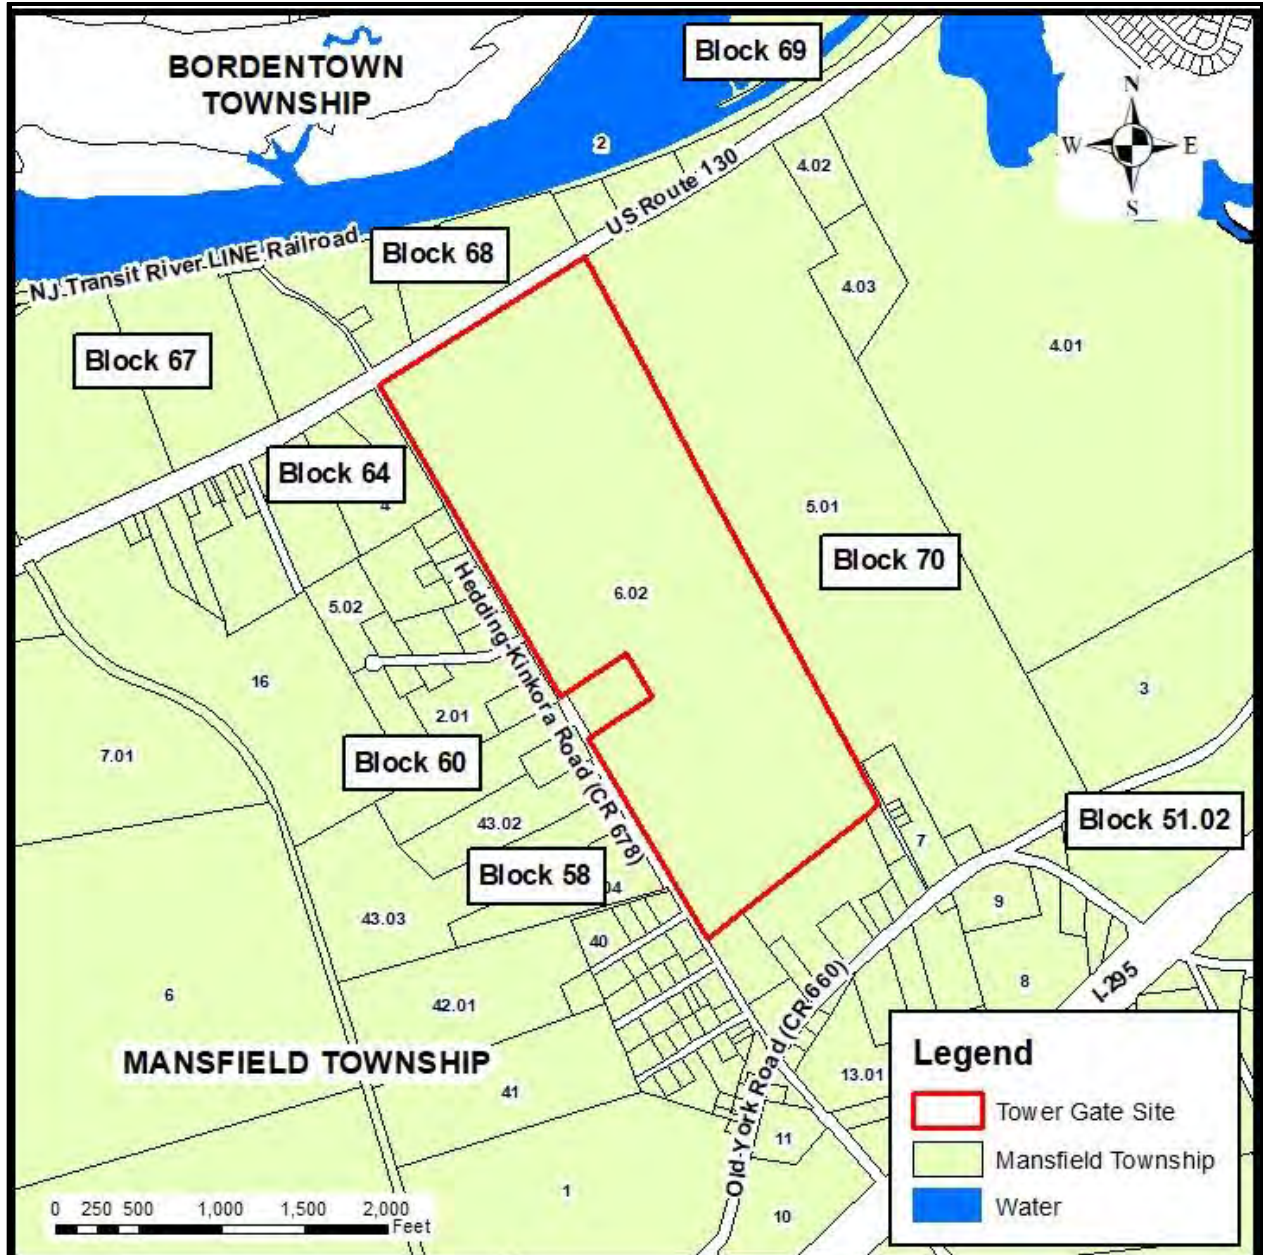 Block 69
BORDENTOWN
TOWNSHIP
N
W
E
S
2
4.02
US Route 130
NJ Transit River LINE Railroad
Block 68
4.03
4.01
Block 67
Block 64
4
5.01
Block 70
Hedding-Kinkora Road (CR 678)
6.02
5.02
16
3
2.01
7.01
Block 60
43.02
Block 51.02
7
Block 58
04
9
43.03
40
8
I-295
6
42.01
Old York Road (CR 660)
MANSFIELD TOWNSHIP
13.01
41
11
1
10
Legend
Tower Gate Site
Mansfield Township
Water
0 250 500 1,000 1,500 2,000
Feet